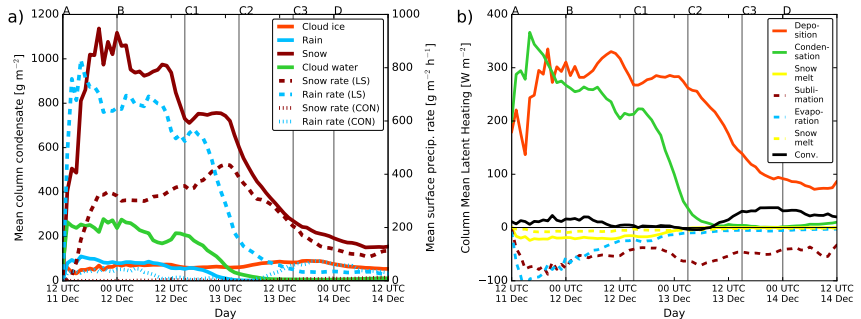 a)
A B C1 C2 C3 D
1200
1000
800
600
400
200
0
Mean column condensate [g m⁻²]
1000
800
600
400
200
0
Mean surface precip. rate [g m⁻² h⁻¹]
Cloud ice
Rain
Snow
Cloud water
Snow rate (LS)
Rain rate (LS)
Snow rate (CON)
Rain rate (CON)
12 UTC 00 UTC 12 UTC 00 UTC 12 UTC 00 UTC 12 UTC
11 Dec 12 Dec 12 Dec 13 Dec 13 Dec 14 Dec 14 Dec
Day
b)
A B C1 C2 C3 D
400
300
200
100
0
−100
Column Mean Latent Heating [W m⁻²]
Depo-
sition
Conden-
sation
Snow
melt
Subli-
mation
Evapo-
ration
Snow
melt
Conv.
12 UTC 00 UTC 12 UTC 00 UTC 12 UTC 00 UTC 12 UTC
11 Dec 12 Dec 12 Dec 13 Dec 13 Dec 14 Dec 14 Dec
Day